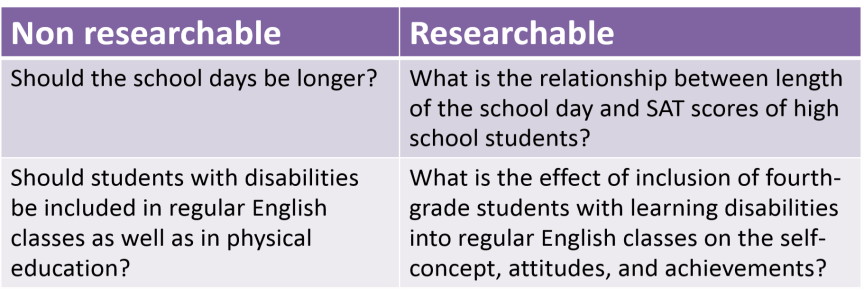 Non researchable
Researchable
Should the school days be longer?
What is the relationship between length
of the school day and SAT scores of high
school students?
Should students with disabilities
be included in regular English
classes as well as in physical
education?
What is the effect of inclusion of fourth-
grade students with learning disabilities
into regular English classes on the self-
concept, attitudes, and achievements?